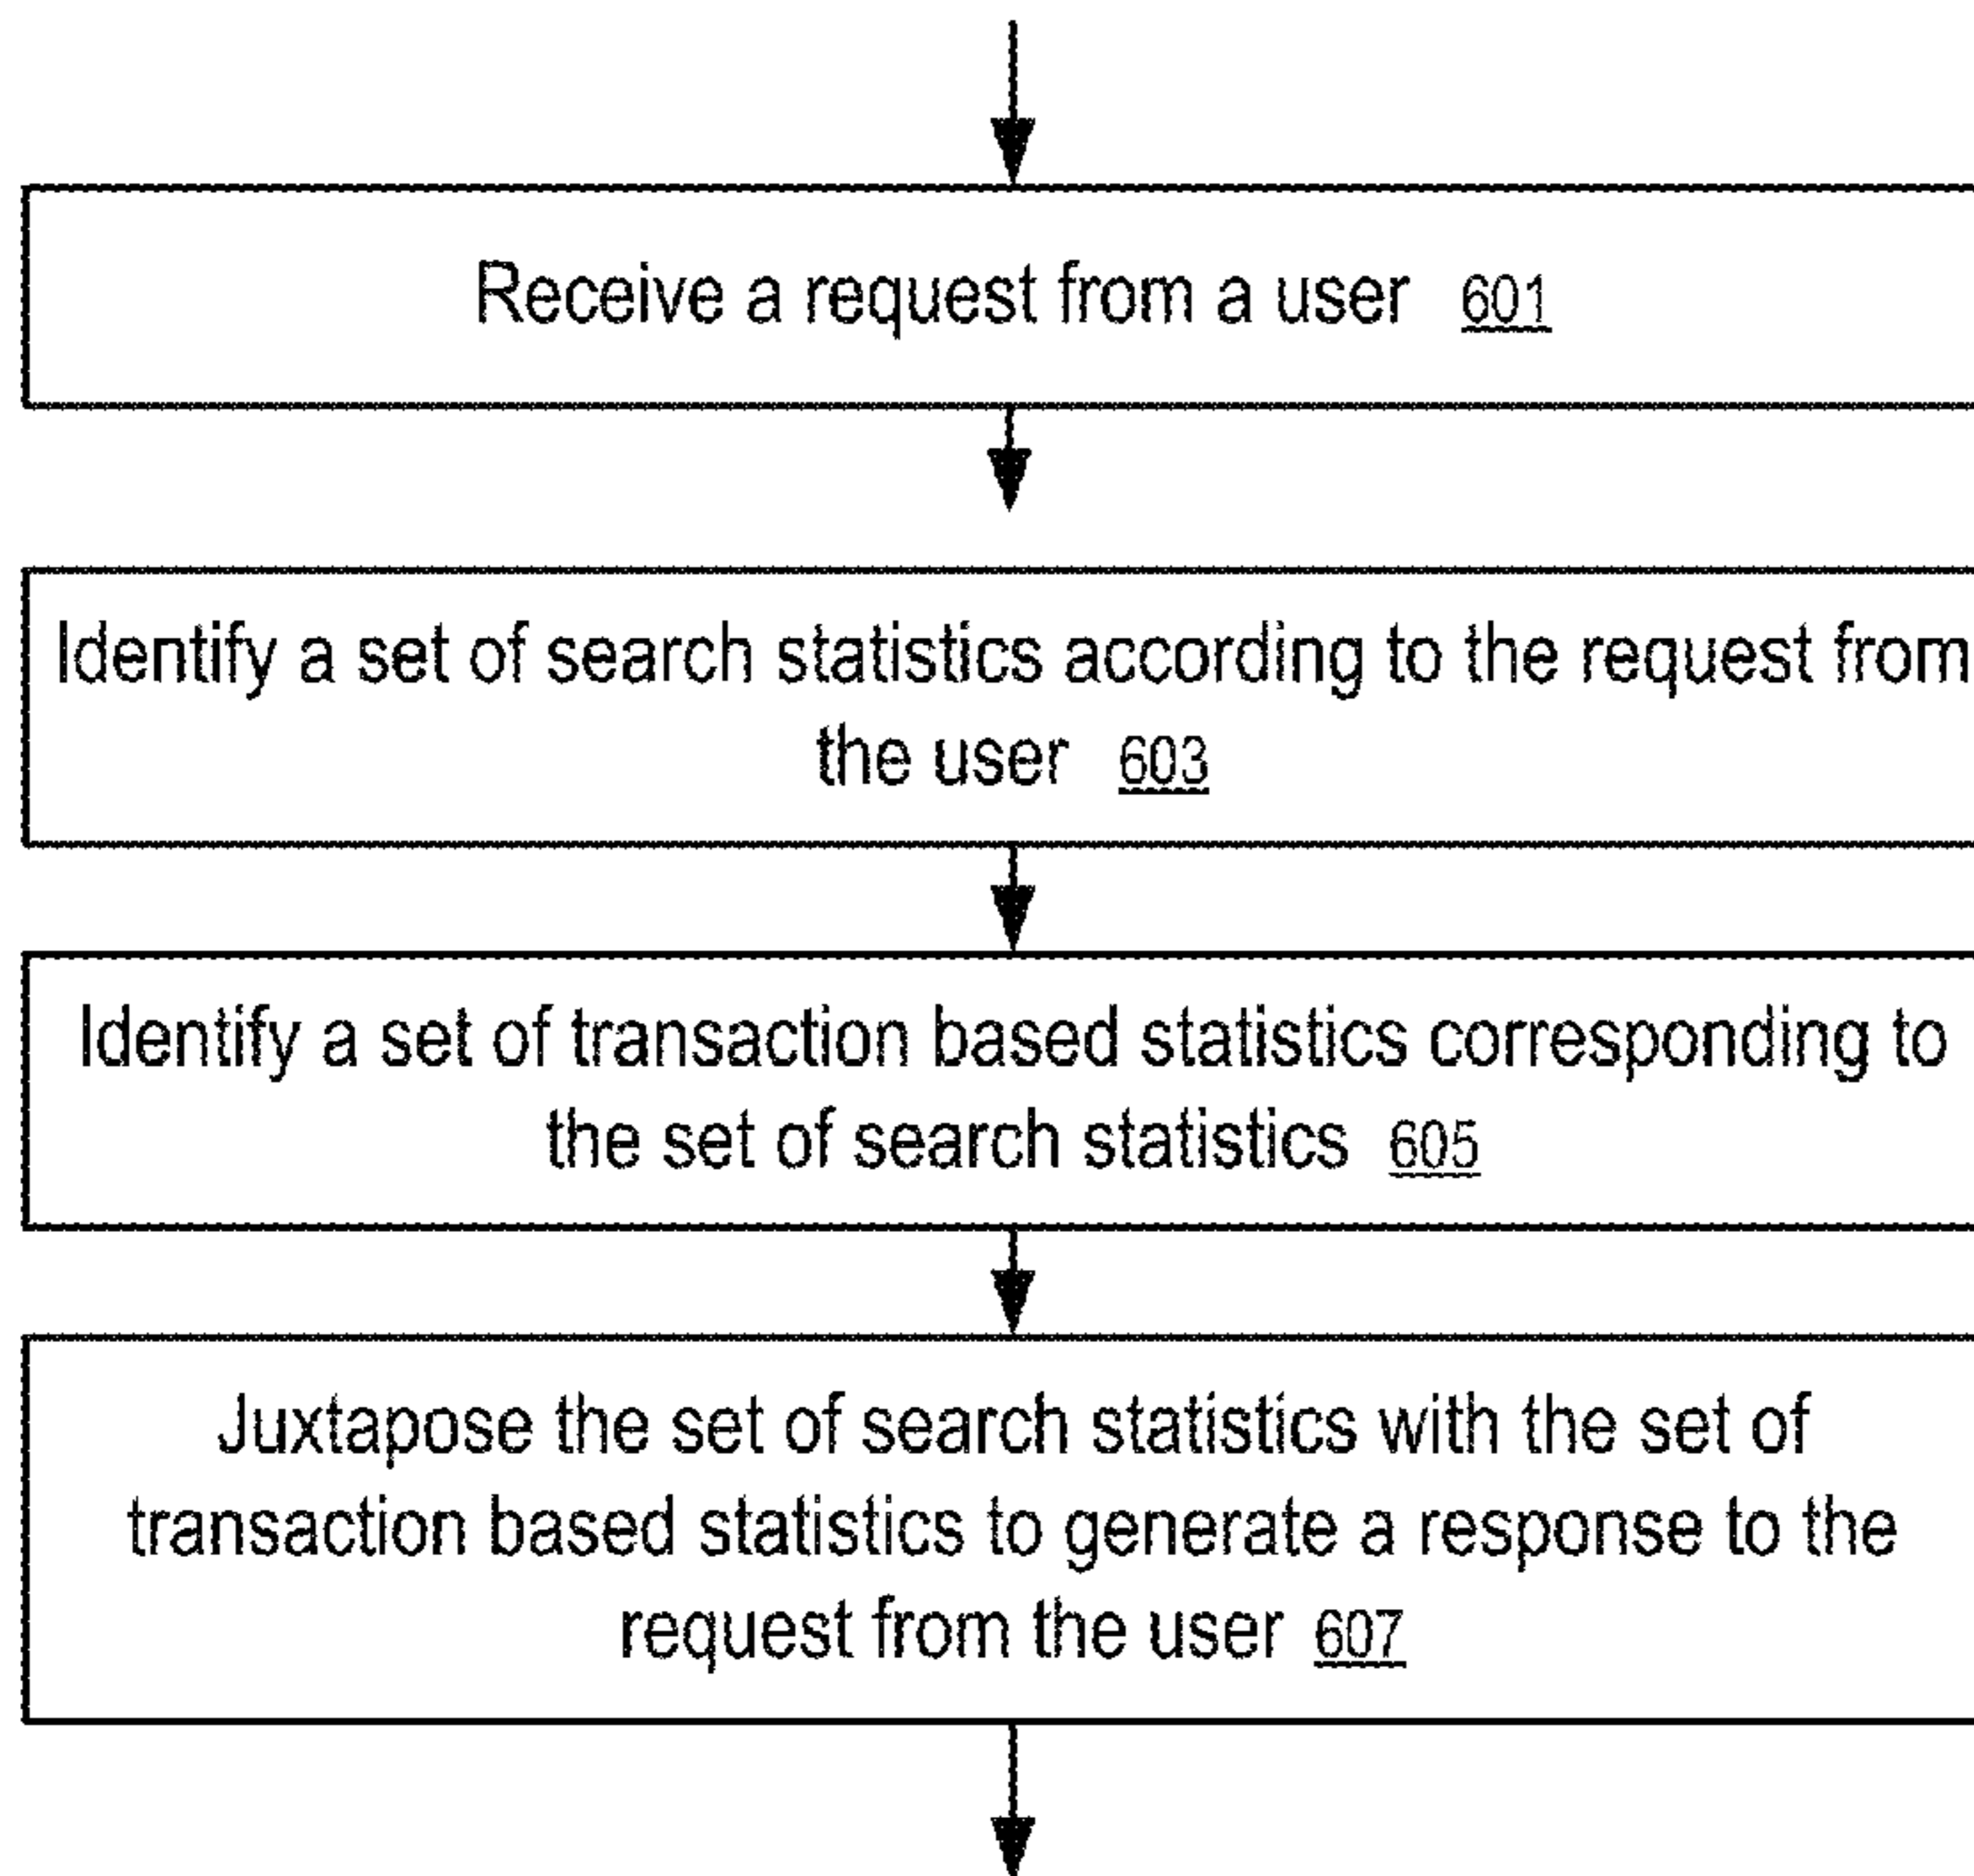 Receive a request from a user 601
Identify a set of search statistics according to the request from
the user 603
Identify a set of transaction based statistics corresponding to
the set of search statistics 605
Juxtapose the set of search statistics with the set of
transaction based statistics to generate a response to the
request from the user 607